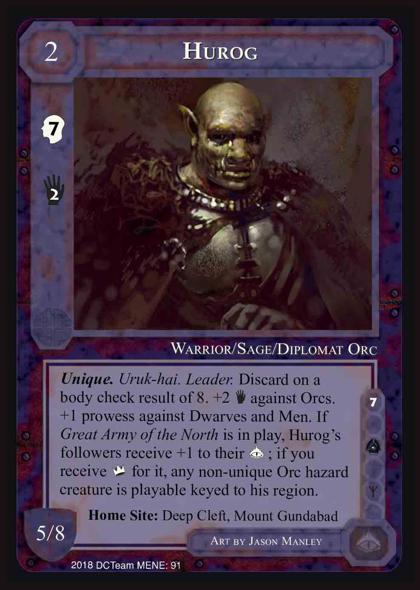 2
HUROG
7
2
WARRIOR/SAGE/DIPLOMAT ORC
Unique. Uruk-hai. Leader. Discard on a
body check result of 8. +2 against Orcs.
+1 prowess against Dwarves and Men. If
Great Army of the North is in play, Hurog's
followers receive +1 to their ; if you
receive for it, any non-unique Orc hazard
creature is playable keyed to his region.
Home Site: Deep Cleft, Mount Gundabad
7
5/8
ART BY JASON MANLEY
2018 DCTeam MENE: 91